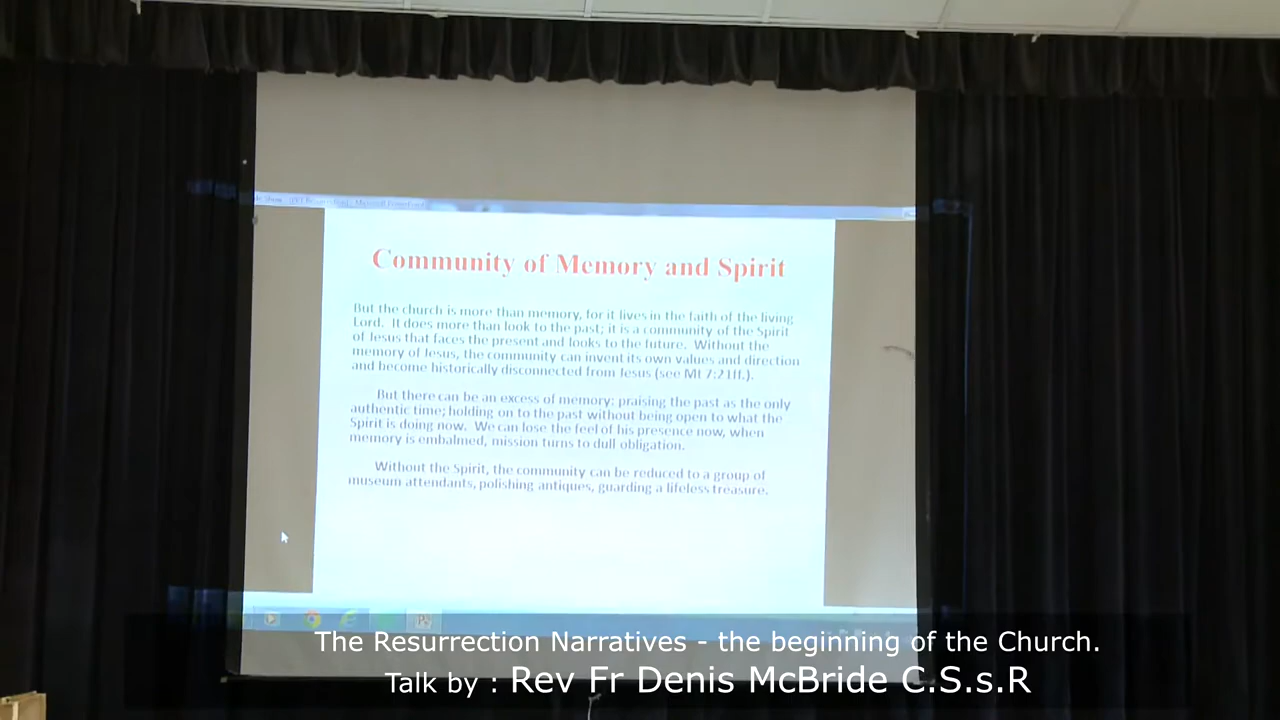 Community of Memory and Spirit
But the church is more than memory, for it lives in the faith of the living
Lord. It does more than look to the past; it is a community of the Spirit
of Jesus that faces the present and looks to the future. Without the
memory of Jesus, the community can invent its own values and direction
and become historically disconnected from Jesus (see Mt 7:21ff.).
But there can be an excess of memory: praising the past as the only
authentic time; holding on to the past without being open to what the
Spirit is doing now. We can lose the feel of his presence now, when
memory is embalmed, mission turns to dull obligation.
Without the Spirit, the community can be reduced to a group of
museum attendants, polishing antiques, guarding a lifeless treasure.
The Resurrection Narratives - the beginning of the Church.
Talk by : Rev Fr Denis McBride C.S.s.R